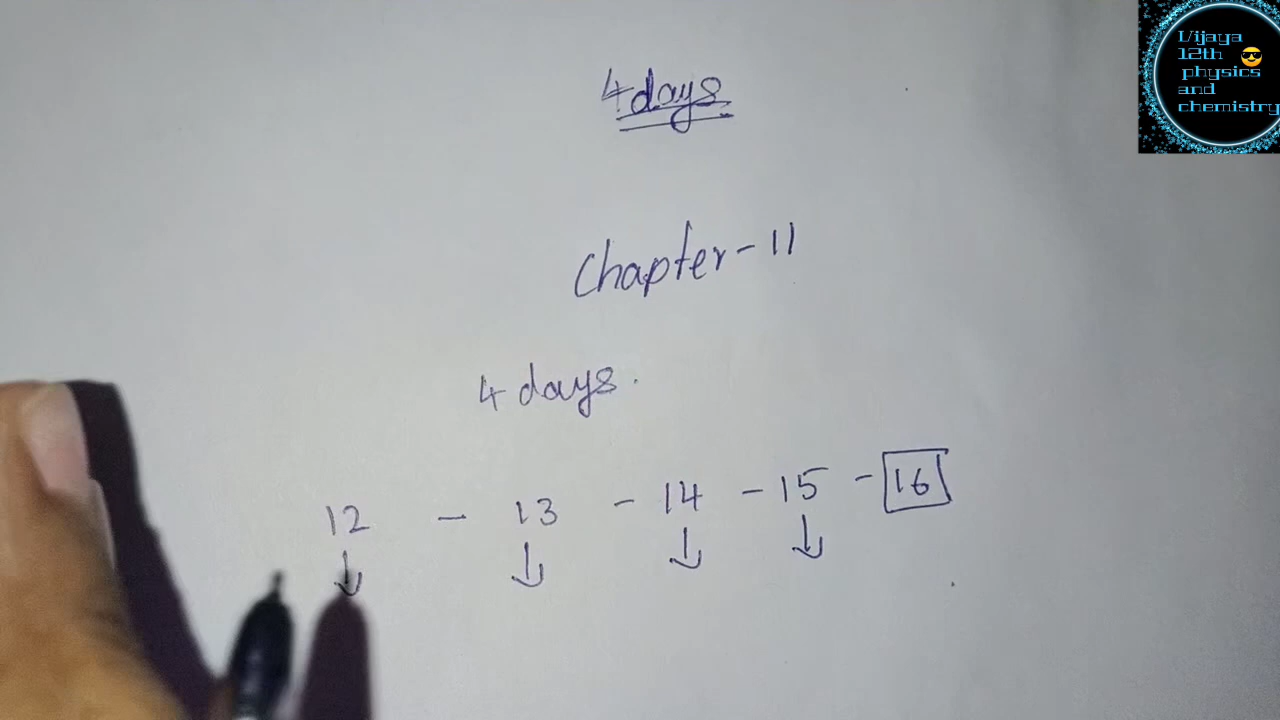 4 days
Chapter - 11
4 days.
12 - 13 - 14 - 15 - 16
Vijaya
12th 😎
physics
and
chemistry